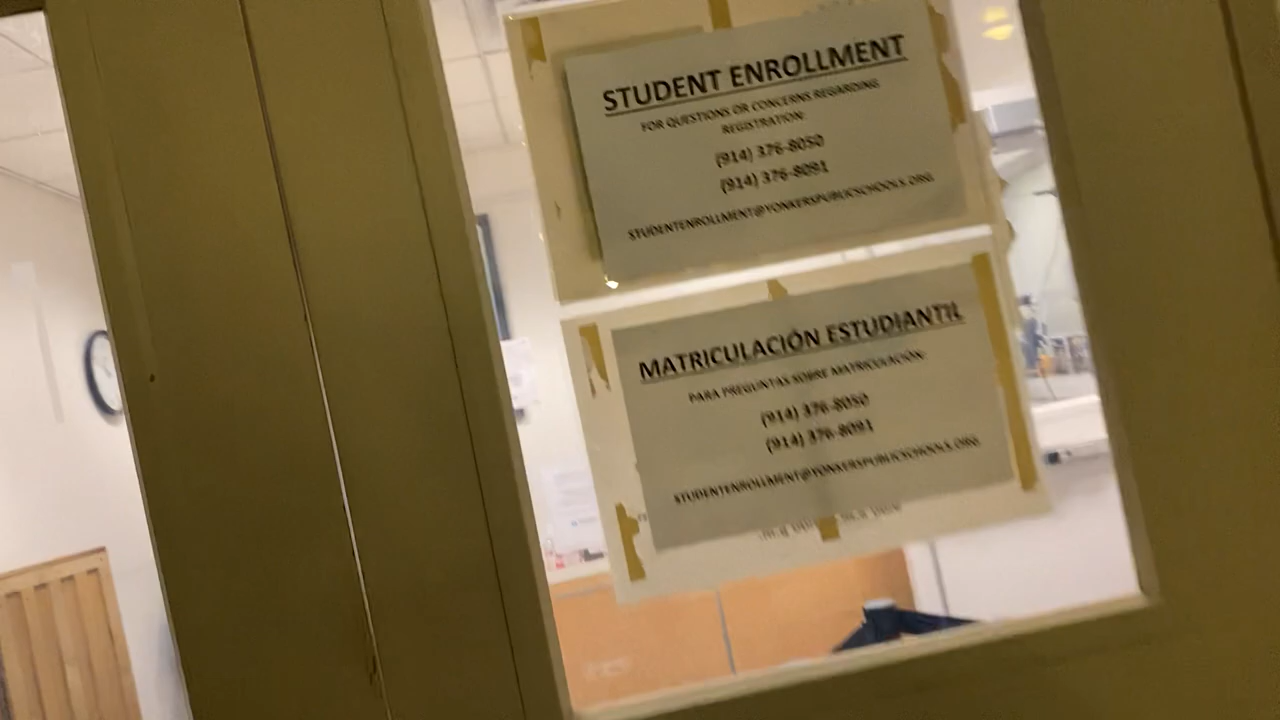 STUDENT ENROLLMENT
FOR QUESTIONS OR CONCERNS REGARDING
REGISTRATION:
(914) 376-8050
(914) 376-8091
STUDENTENROLLMENT@YONKERSPUBLICSCHOOLS.ORG
MATRICULACIÓN ESTUDIANTIL
PARA PREGUNTAS SOBRE MATRICULACIÓN:
(914) 376-8050
(914) 376-8091
STUDENTENROLLMENT@YONKERSPUBLICSCHOOLS.ORG